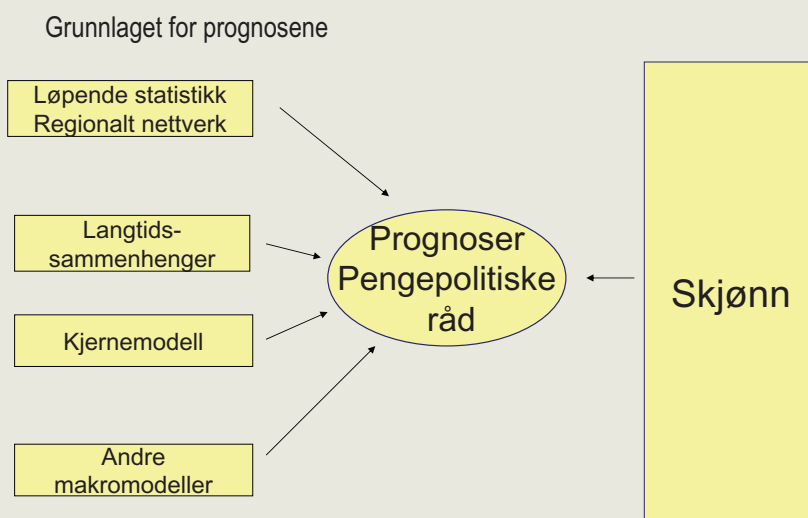 Grunnlaget for prognosene
Løpende statistikk
Regionalt nettverk
Langtids-
sammenhenger
Kjernemodell
Andre
makromodeller
Prognoser
Pengepolitiske
råd
Skjønn